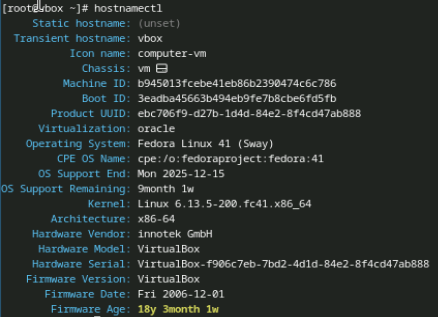 [root@vbox ~]# hostnamectl
Static hostname: (unset)
Transient hostname: vbox
Icon name: computer-vm
Chassis: vm
Machine ID: b945013fcebe41eb86b2390474c6c786
Boot ID: 3eadba45663b494eb9fe7b8cbe6fd5fb
Product UUID: ebc706f9-d27b-1d4d-84e2-8f4cd47ab888
Virtualization: oracle
Operating System: Fedora Linux 41 (Sway)
CPE OS Name: cpe:/o:fedoraproject:fedora:41
OS Support End: Mon 2025-12-15
OS Support Remaining: 9month 1w
Kernel: Linux 6.13.5-200.fc41.x86_64
Architecture: x86-64
Hardware Vendor: innotek GmbH
Hardware Model: VirtualBox
Hardware Serial: VirtualBox-f906c7eb-7bd2-4d1d-84e2-8f4cd47ab888
Firmware Version: VirtualBox
Firmware Date: Fri 2006-12-01
Firmware Age: 18y 3month 1w